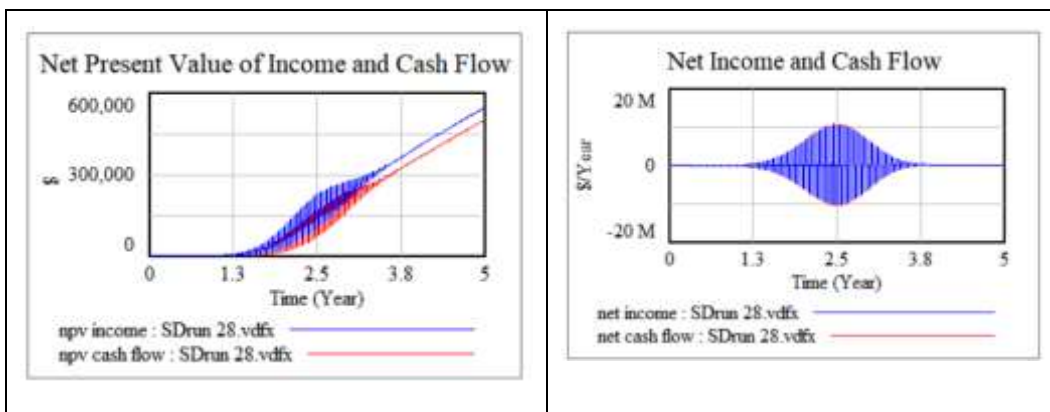 Net Present Value of Income and Cash Flow
600,000
300,000
0
$
0 1.3 2.5 3.8 5
Time (Year)
npv income : SDrun 28.vdfx
npv cash flow : SDrun 28.vdfx
Net Income and Cash Flow
20 M
0
-20 M
$/Year
0 1.3 2.5 3.8 5
Time (Year)
net income : SDrun 28.vdfx
net cash flow : SDrun 28.vdfx